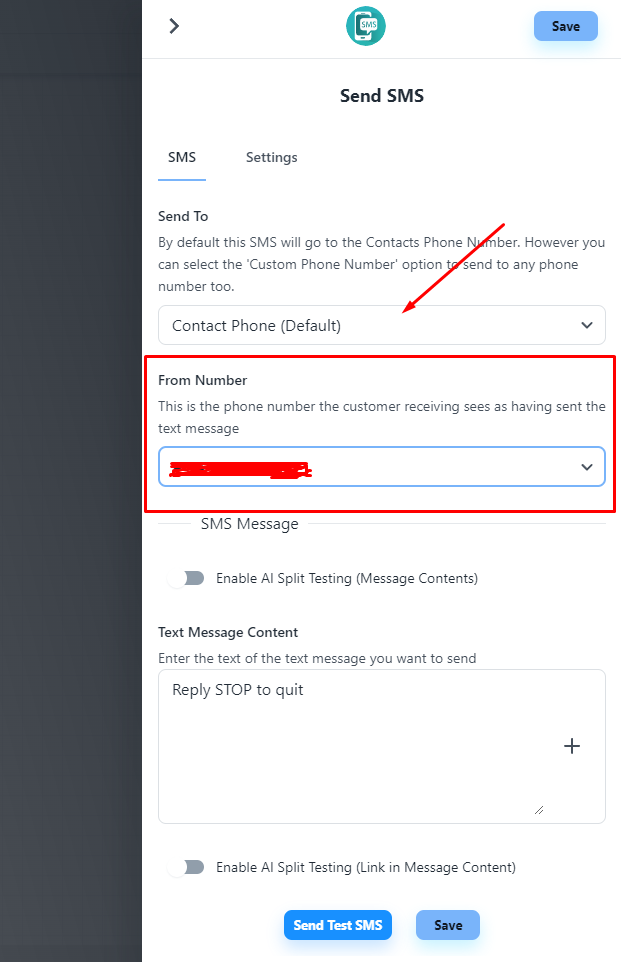 SMS
Save
Send SMS
SMS Settings
Send To
By default this SMS will go to the Contacts Phone Number. However you
can select the 'Custom Phone Number' option to send to any phone
number too.
Contact Phone (Default)
From Number
This is the phone number the customer receiving sees as having sent the
text message
SMS Message
Enable AI Split Testing (Message Contents)
Text Message Content
Enter the text of the text message you want to send
Reply STOP to quit
Enable AI Split Testing (Link in Message Content)
Send Test SMS Save